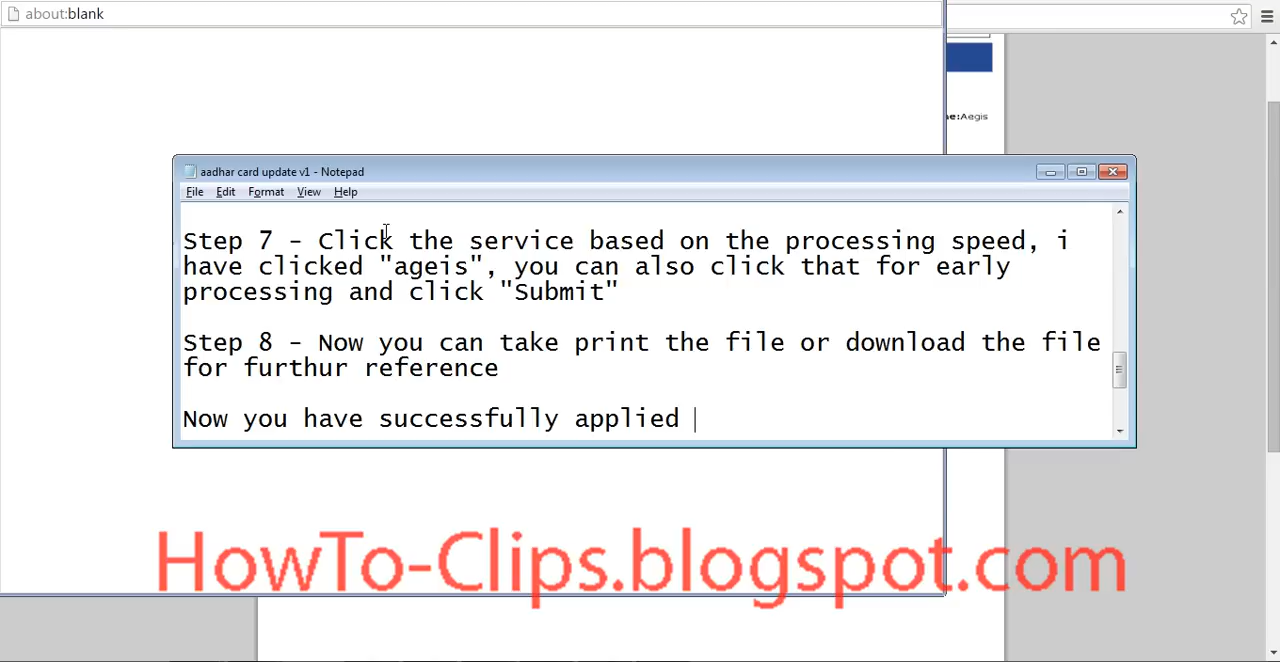 about:blank
ne:Aegis
aadhar card update v1 - Notepad
File Edit Format View Help
Step 7 - Click the service based on the processing speed, i
have clicked "ageis", you can also click that for early
processing and click "Submit"
Step 8 - Now you can take print the file or download the file
for furthur reference
Now you have successfully applied
HowTo-Clips.blogspot.com